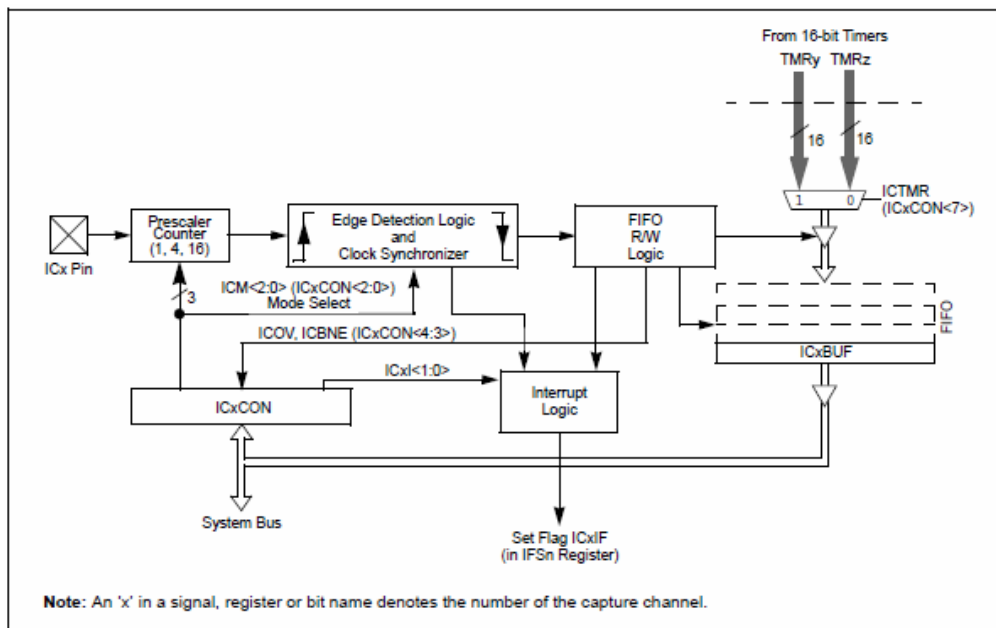 From 16-bit Timers
TMRy TMRz
16 16
1 0
ICTMR
(ICxCON<7>)
ICx Pin
Prescaler
Counter
(1, 4, 16)
Edge Detection Logic
and
Clock Synchronizer
FIFO
R/W
Logic
3
ICM<2:0> (ICxCON<2:0>)
Mode Select
FIFO
ICxBUF
ICOV, ICBNE (ICxCON<4:3>)
ICxI<1:0>
ICxCON
Interrupt
Logic
System Bus
Set Flag ICxIF
(in IFSn Register)
Note: An 'x' in a signal, register or bit name denotes the number of the capture channel.